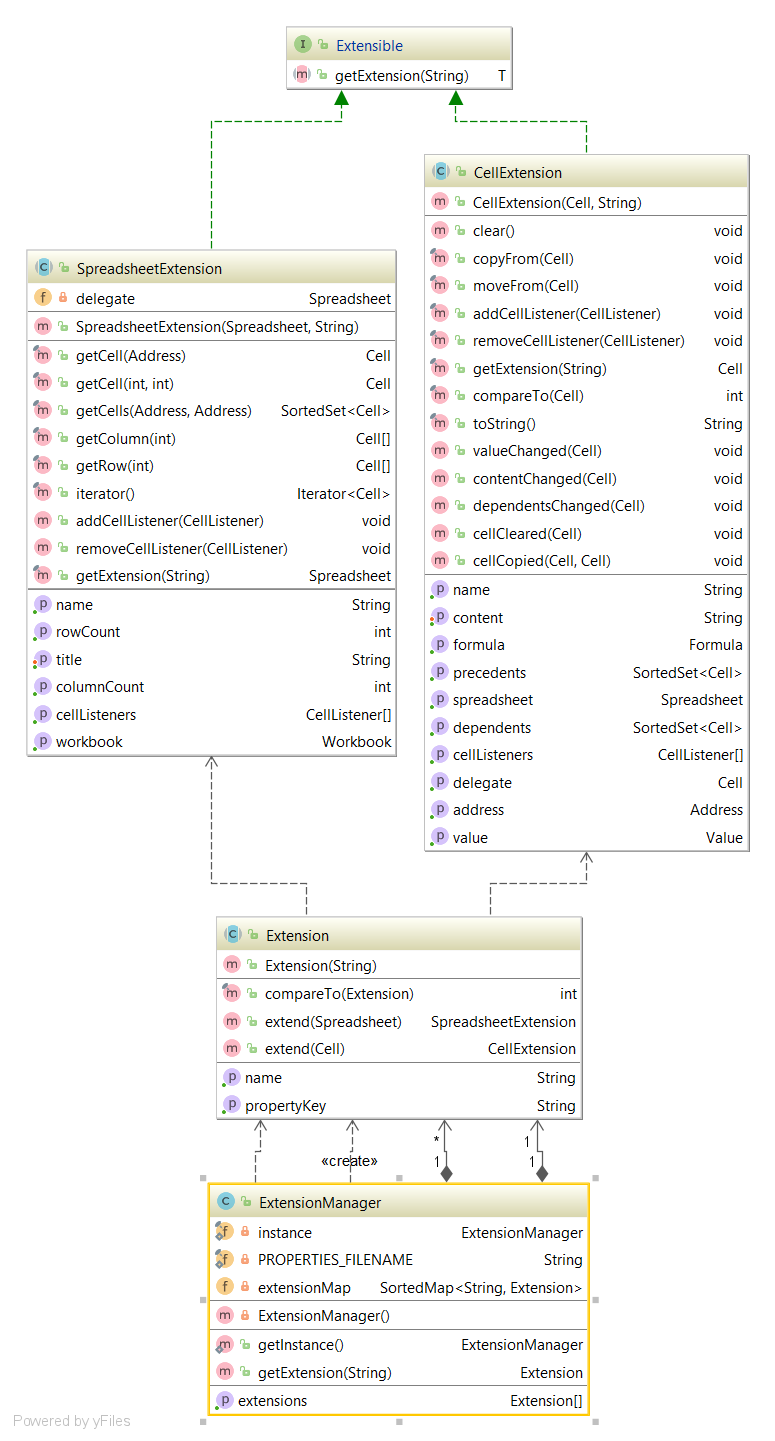 Extensible
getExtension(String) T
CellExtension
CellExtension(Cell, String)
clear() void
copyFrom(Cell) void
moveFrom(Cell) void
addCellListener(CellListener) void
removeCellListener(CellListener) void
getExtension(String) Cell
compareTo(Cell) int
toString() String
valueChanged(Cell) void
contentChanged(Cell) void
dependentsChanged(Cell) void
cellCleared(Cell) void
cellCopied(Cell, Cell) void
name String
content String
formula Formula
precedents SortedSet<Cell>
spreadsheet Spreadsheet
dependents SortedSet<Cell>
cellListeners CellListener[]
delegate Cell
address Address
value Value
SpreadsheetExtension
delegate Spreadsheet
SpreadsheetExtension(Spreadsheet, String)
getCell(Address) Cell
getCell(int, int) Cell
getCells(Address, Address) SortedSet<Cell>
getColumn(int) Cell[]
getRow(int) Cell[]
iterator() Iterator<Cell>
addCellListener(CellListener) void
removeCellListener(CellListener) void
getExtension(String) Spreadsheet
name String
rowCount int
title String
columnCount int
cellListeners CellListener[]
workbook Workbook
Extension
Extension(String)
compareTo(Extension) int
extend(Spreadsheet) SpreadsheetExtension
extend(Cell) CellExtension
name String
propertyKey String
* 1
«create» 1 1
ExtensionManager
instance ExtensionManager
PROPERTIES_FILENAME String
extensionMap SortedMap<String, Extension>
ExtensionManager()
getInstance() ExtensionManager
getExtension(String) Extension
extensions Extension[]
Powered by yFiles